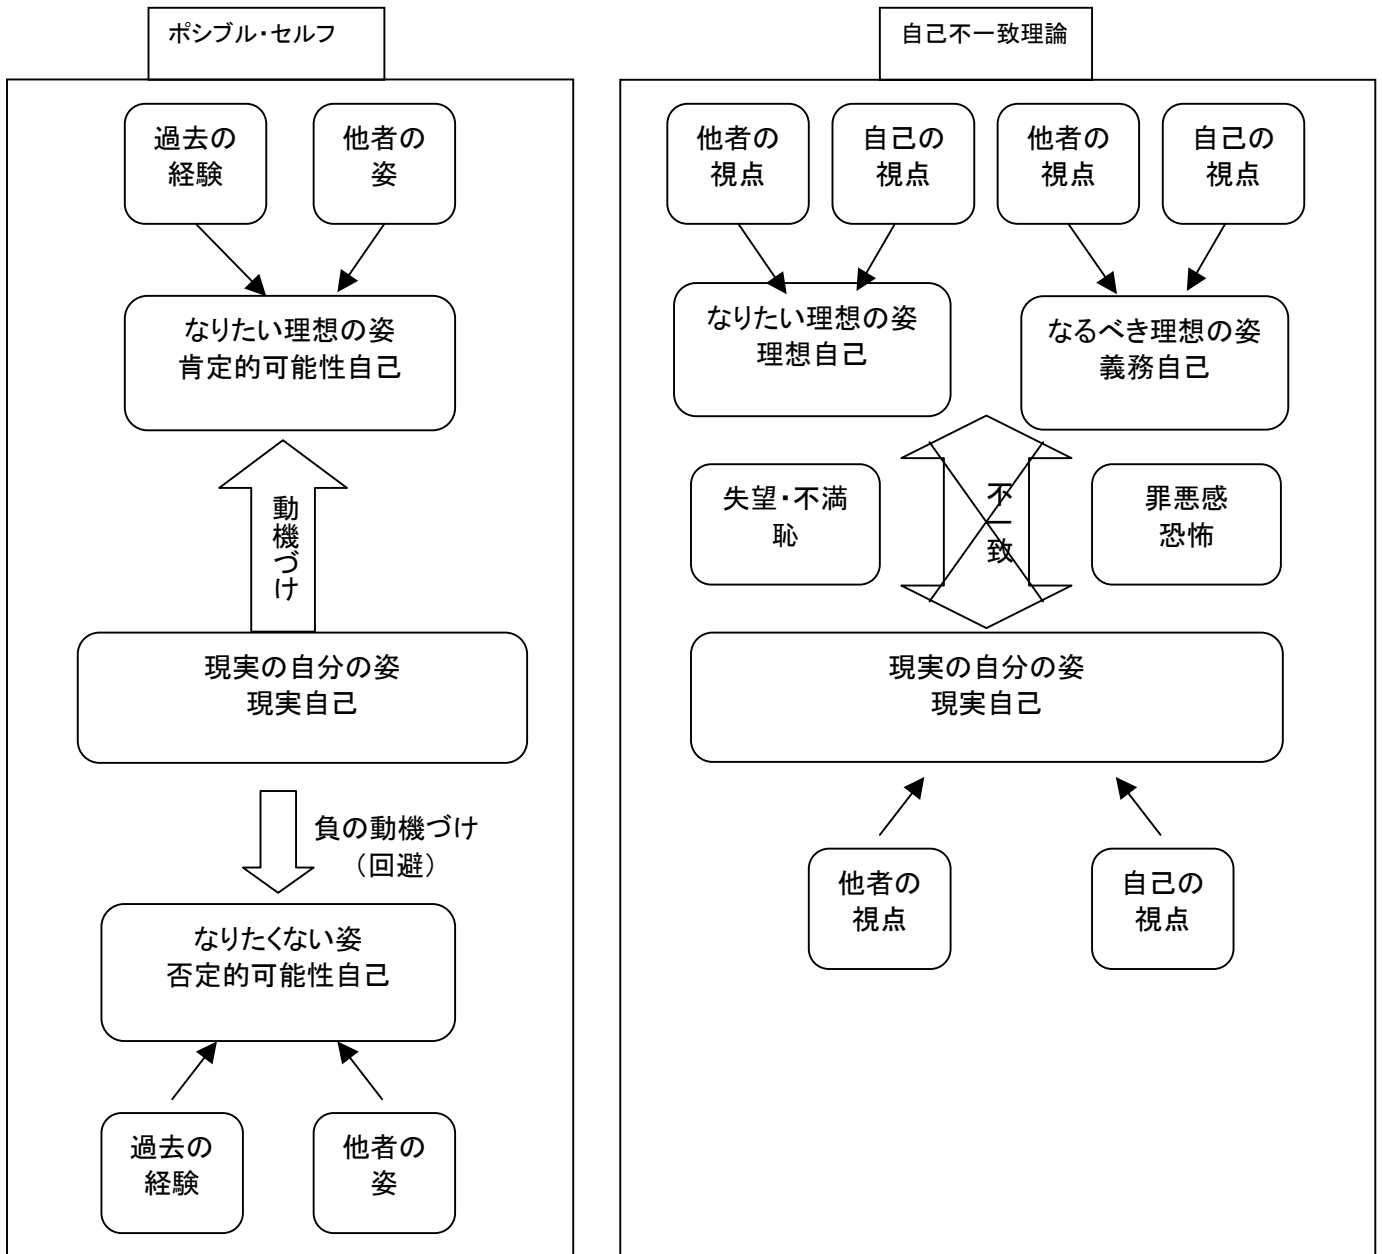 ポシブル・セルフ
過去の
経験
他者の
姿
なりたい理想の姿
肯定的可能性自己
動機づけ
現実の自分の姿
現実自己
負の動機づけ
（回避）
なりたくない姿
否定的可能性自己
過去の
経験
他者の
姿
自己不一致理論
他者の
視点
自己の
視点
他者の
視点
自己の
視点
なりたい理想の姿
理想自己
なるべき理想の姿
義務自己
失望・不満
恥
不一致
罪悪感
恐怖
現実の自分の姿
現実自己
他者の
視点
自己の
視点